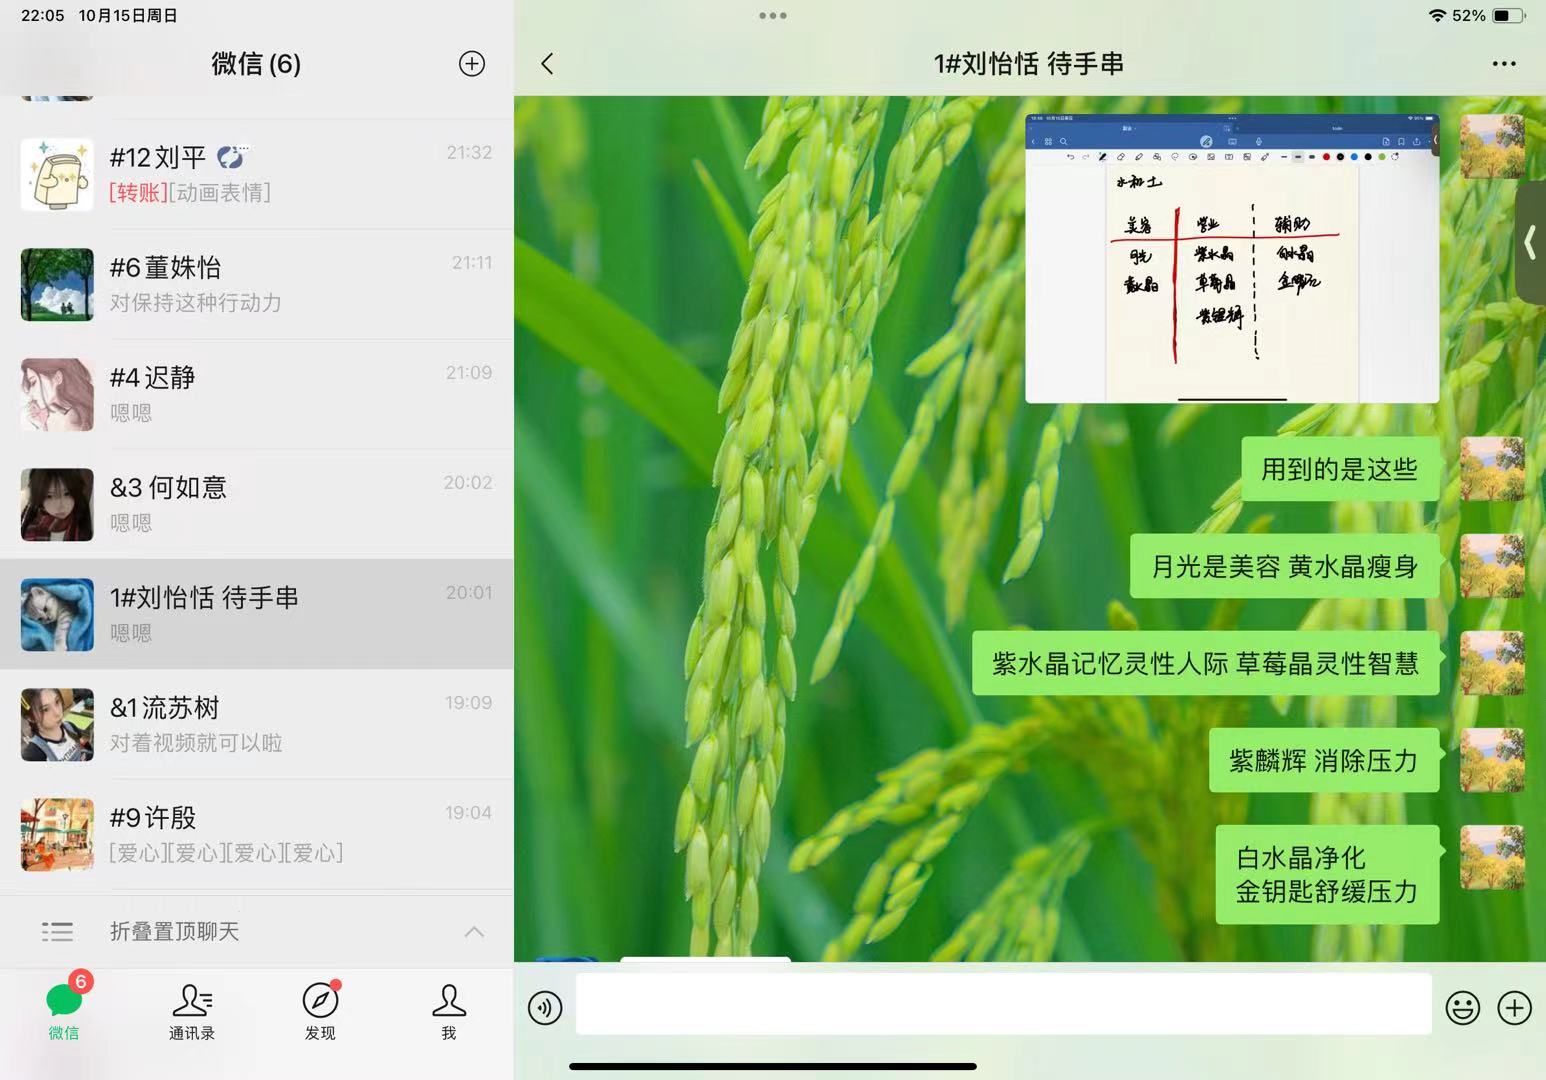 22:05 10月15日周日
52%
微信 (6)
#12 刘平
21:32
[转账][动画表情]
#6 董姝怡
21:11
对保持这种行动力
#4 迟静
21:09
嗯嗯
&3 何如意
20:02
嗯嗯
1#刘怡恬 待手串
20:01
嗯嗯
&1 流苏树
19:09
对着视频就可以啦
#9 许殷
19:04
[爱心][爱心][爱心][爱心]
折叠置顶聊天
6
微信
通讯录
发现
我
1#刘怡恬 待手串
水和土
美容 学业 辅助
月光 紫水晶 白水晶
黄水晶 草莓晶 金钥匙
紫锂辉
用到的是这些
月光是美容 黄水晶瘦身
紫水晶记忆灵性人际 草莓晶灵性智慧
紫麟辉 消除压力
白水晶净化
金钥匙舒缓压力